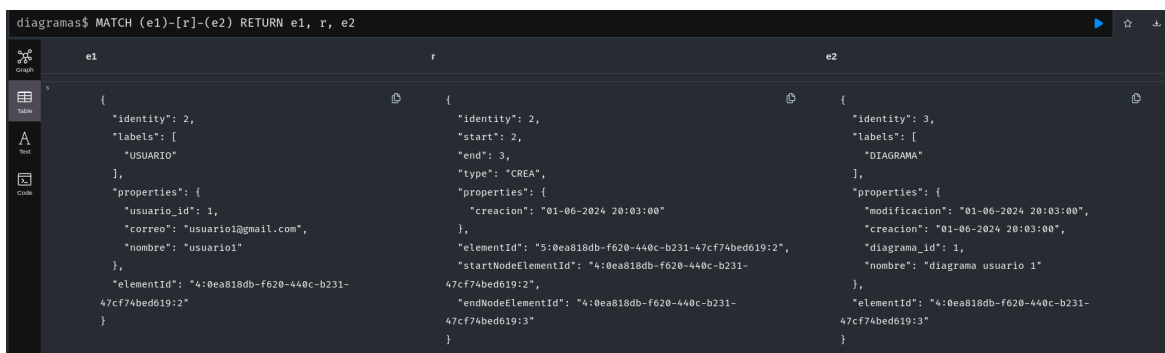 diagramas$ MATCH (e1)-[r]-(e2) RETURN e1, r, e2
Graph
Table
Text
Code
e1
r
e2
5
{
"identity": 2,
"labels": [
"USUARIO"
],
"properties": {
"usuario_id": 1,
"correo": "usuario1@gmail.com",
"nombre": "usuario1"
},
"elementId": "4:0ea818db-f620-440c-b231-
47cf74bed619:2"
}
{
"identity": 2,
"start": 2,
"end": 3,
"type": "CREA",
"properties": {
"creacion": "01-06-2024 20:03:00"
},
"elementId": "5:0ea818db-f620-440c-b231-47cf74bed619:2",
"startNodeElementId": "4:0ea818db-f620-440c-b231-
47cf74bed619:2",
"endNodeElementId": "4:0ea818db-f620-440c-b231-
47cf74bed619:3"
}
{
"identity": 3,
"labels": [
"DIAGRAMA"
],
"properties": {
"modificacion": "01-06-2024 20:03:00",
"creacion": "01-06-2024 20:03:00",
"diagrama_id": 1,
"nombre": "diagrama usuario 1"
},
"elementId": "4:0ea818db-f620-440c-b231-
47cf74bed619:3"
}